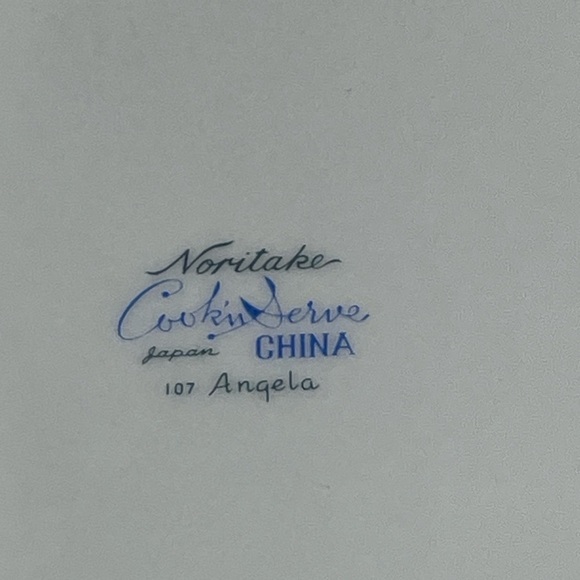 Noritake
Cook'n Serve
Japan CHINA
107 Angela